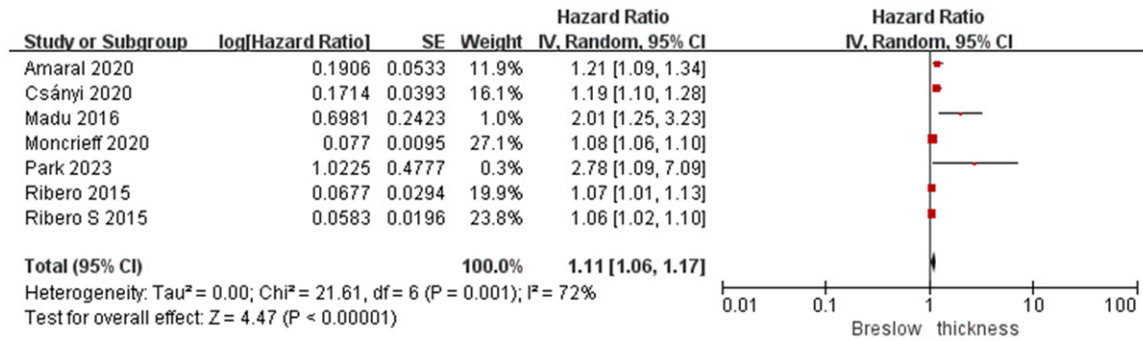 Hazard Ratio Hazard Ratio
Study or Subgroup log[Hazard Ratio] SE Weight IV, Random, 95% CI IV, Random, 95% CI
Amaral 2020 0.1906 0.0533 11.9% 1.21 [1.09, 1.34]
Csányi 2020 0.1714 0.0393 16.1% 1.19 [1.10, 1.28]
Madu 2016 0.6981 0.2423 1.0% 2.01 [1.25, 3.23]
Moncrieff 2020 0.077 0.0095 27.1% 1.08 [1.06, 1.10]
Park 2023 1.0225 0.4777 0.3% 2.78 [1.09, 7.09]
Ribero 2015 0.0677 0.0294 19.9% 1.07 [1.01, 1.13]
Ribero S 2015 0.0583 0.0196 23.8% 1.06 [1.02, 1.10]
Total (95% CI) 100.0% 1.11 [1.06, 1.17]
Heterogeneity: Tau² = 0.00; Chi² = 21.61, df = 6 (P = 0.001); I² = 72%
Test for overall effect: Z = 4.47 (P < 0.00001)
0.01 0.1 1 10 100
Breslow thickness